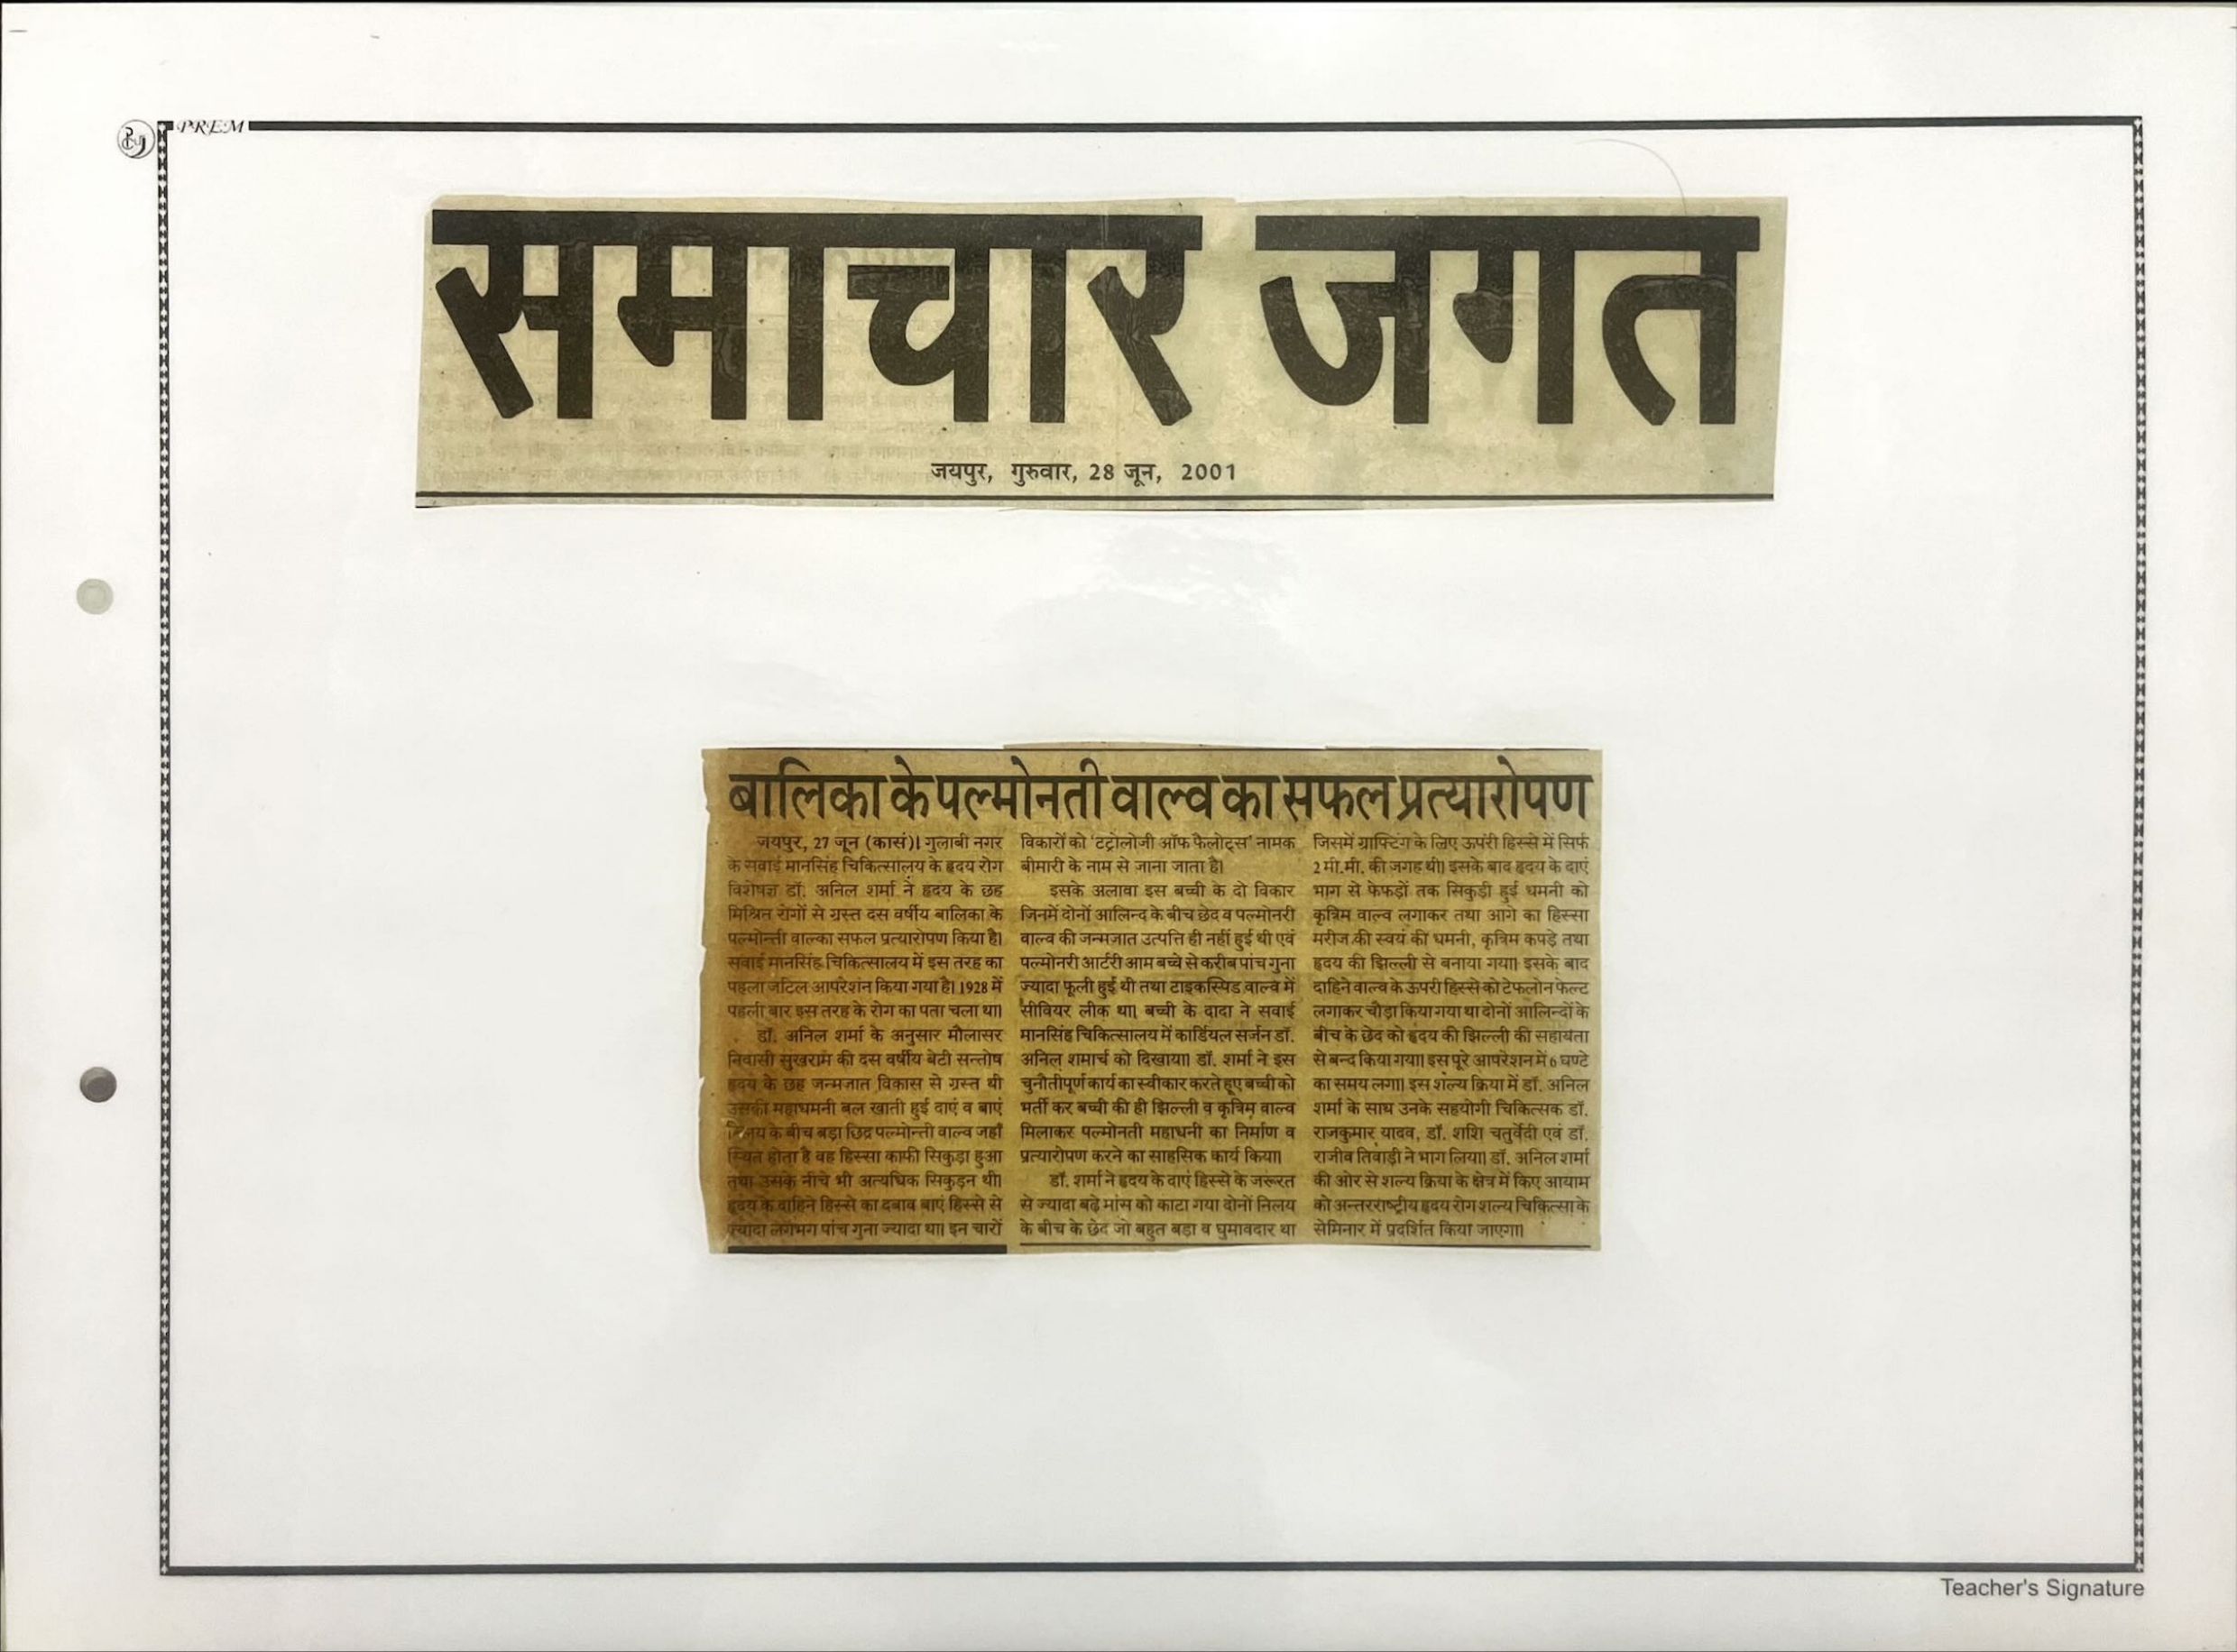 PREM
समाचार जगत
जयपुर, गुरुवार, 28 जून, 2001
बालिका के पल्मोनती वाल्व का सफल प्रत्यारोपण
जयपुर, 27 जून (कासं)। गुलाबी नगर
के सवाई मानसिंह चिकित्सालय के हृदय रोग
विशेषज्ञ डॉ. अनिल शर्मा ने हृदय के छह
मिश्रित रोगों से ग्रस्त दस वर्षीय बालिका के
पल्मोन्ती वाल्का सफल प्रत्यारोपण किया है।
सवाई मानसिंह चिकित्सालय में इस तरह का
पहला जटिल आपरेशन किया गया है। 1928 में
पहली बार इस तरह के रोग का पता चला था।
डॉ. अनिल शर्मा के अनुसार मौलासर
निवासी सुखराम की दस वर्षीय बेटी सन्तोष
हृदय के छह जन्मजात विकास से ग्रस्त थी
उसकी महाधमनी बल खाती हुई दाएं व बाएं
निलय के बीच बड़ा छिद्र पल्मोन्ती वाल्व जहाँ
स्थित होता है वह हिस्सा काफी सिकुड़ा हुआ
तथा उसके नीचे भी अत्यधिक सिकुड़न थी।
हृदय के दाहिने हिस्से का दबाव बाएं हिस्से से
ज्यादा लगभग पांच गुना ज्यादा था। इन चारों
विकारों को 'टट्रोलोजी ऑफ फैलोट्स' नामक
बीमारी के नाम से जाना जाता है।
इसके अलावा इस बच्ची के दो विकार
जिनमें दोनों आलिन्द के बीच छेद व पल्मोनरी
वाल्व की जन्मजात उत्पत्ति ही नहीं हुई थी एवं
पल्मोनरी आर्टरी आम बच्चे से करीब पांच गुना
ज्यादा फूली हुई थी तथा टाइकस्पिड वाल्व में
सीवियर लीक था। बच्ची के दादा ने सवाई
मानसिंह चिकित्सालय में कार्डियल सर्जन डॉ.
अनिल शमार्च को दिखाया। डॉ. शर्मा ने इस
चुनौतीपूर्ण कार्य का स्वीकार करते हुए बच्ची को
भर्ती कर बच्ची की ही झिल्ली व कृत्रिम वाल्व
मिलाकर पल्मोनती महाधनी का निर्माण व
प्रत्यारोपण करने का साहसिक कार्य किया।
डॉ. शर्मा ने हृदय के दाएं हिस्से के जरूरत
से ज्यादा बढ़े मांस को काटा गया दोनों निलय
के बीच के छेद जो बहुत बड़ा व घुमावदार था
जिसमें ग्राफ्टिंग के लिए ऊपरी हिस्से में सिर्फ
2 मी.मी. की जगह थी। इसके बाद हृदय के दाएं
भाग से फेफड़ों तक सिकुड़ी हुई धमनी को
कृत्रिम वाल्व लगाकर तथा आगे का हिस्सा
मरीज की स्वयं की धमनी, कृत्रिम कपड़े तथा
हृदय की झिल्ली से बनाया गया। इसके बाद
दाहिने वाल्व के ऊपरी हिस्से को टेफलोन फेल्ट
लगाकर चौड़ा किया गया था दोनों आलिन्दों के
बीच के छेद को हृदय की झिल्ली की सहायता
से बन्द किया गया। इस पूरे आपरेशन में 6 घण्टे
का समय लगा। इस शल्य क्रिया में डॉ. अनिल
शर्मा के साथ उनके सहयोगी चिकित्सक डॉ.
राजकुमार यादव, डॉ. शशि चतुर्वेदी एवं डॉ.
राजीव तिवाड़ी ने भाग लिया। डॉ. अनिल शर्मा
की ओर से शल्य क्रिया के क्षेत्र में किए आयाम
को अन्तरराष्ट्रीय हृदय रोग शल्य चिकित्सा के
सेमिनार में प्रदर्शित किया जाएगा।
Teacher's Signature